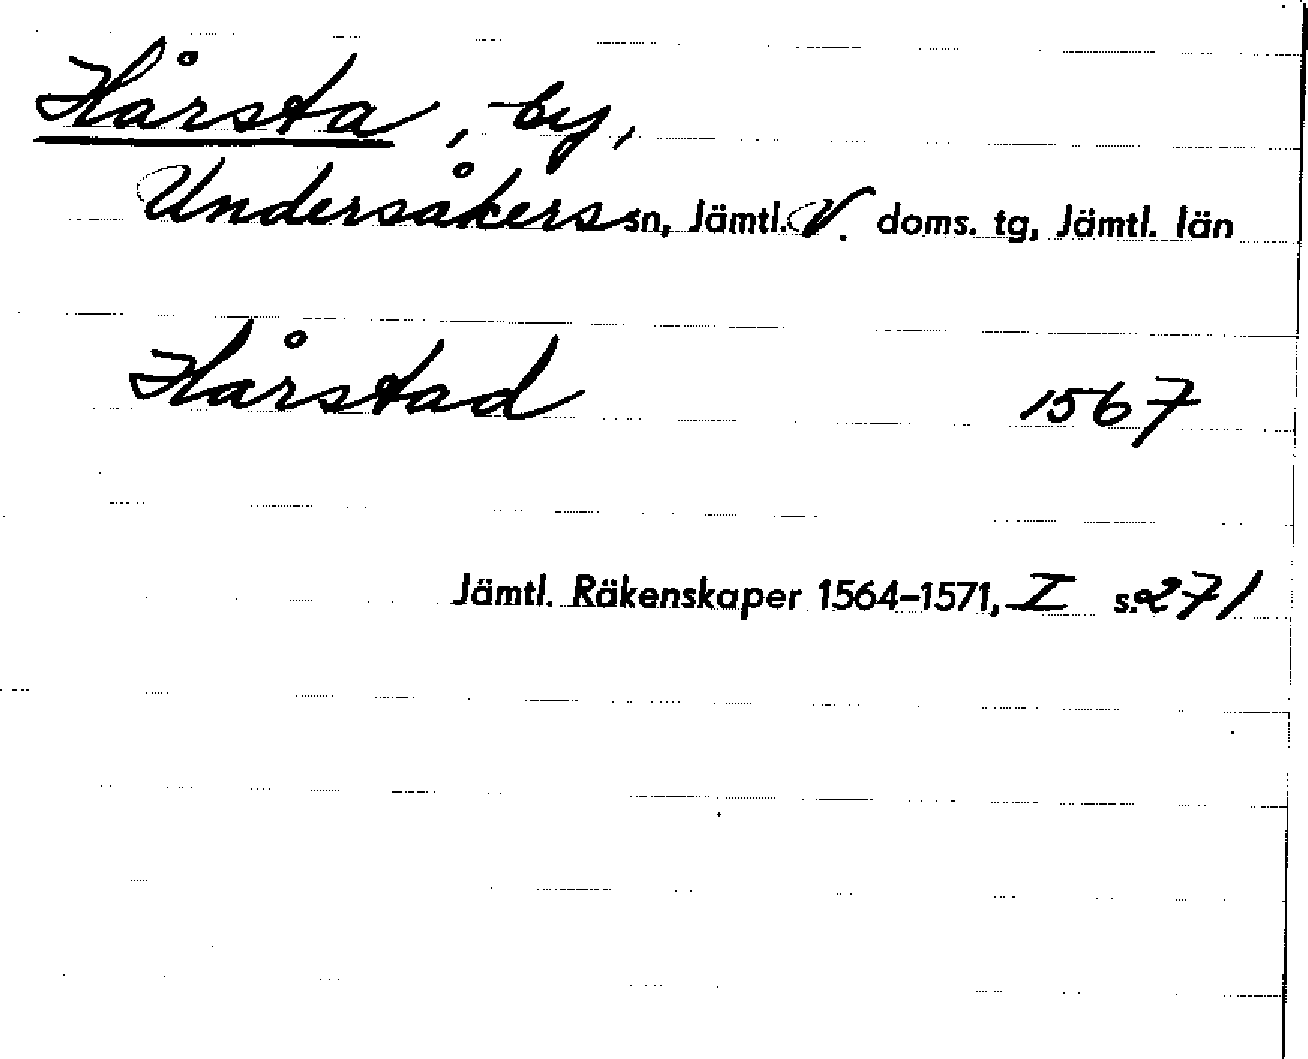 Hårsta, by,
Undersåkers sn, Jämtl. V. doms. tg, Jämtl. län
Hårstad 1567
Jämtl. Räkenskaper 1564-1571, I s. 271